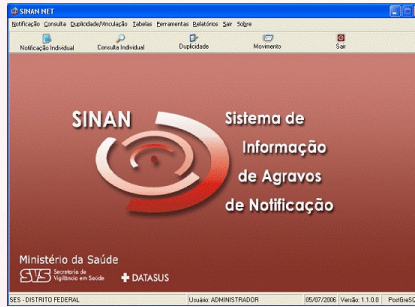 SINAN NET
Notificação Consulta Duplicidade/Vinculação Tabelas Ferramentas Relatórios Sair Sobre
Notificação Individual Consulta Individual Duplicidade Movimento Sair
SINAN
Sistema de
Informação
de Agravos
de Notificação
Ministério da Saúde
SVS Secretaria de
Vigilância em Saúde
DATASUS
SES - DISTRITO FEDERAL Usuário: ADMINISTRADOR 05/07/2006 Versão: 1.1.0.0